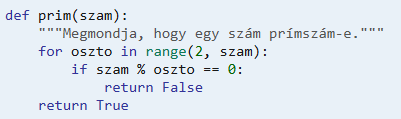 def prim(szam):
    """Megmondja, hogy egy szám prímszám-e."""
    for oszto in range(2, szam):
        if szam % oszto == 0:
            return False
    return True